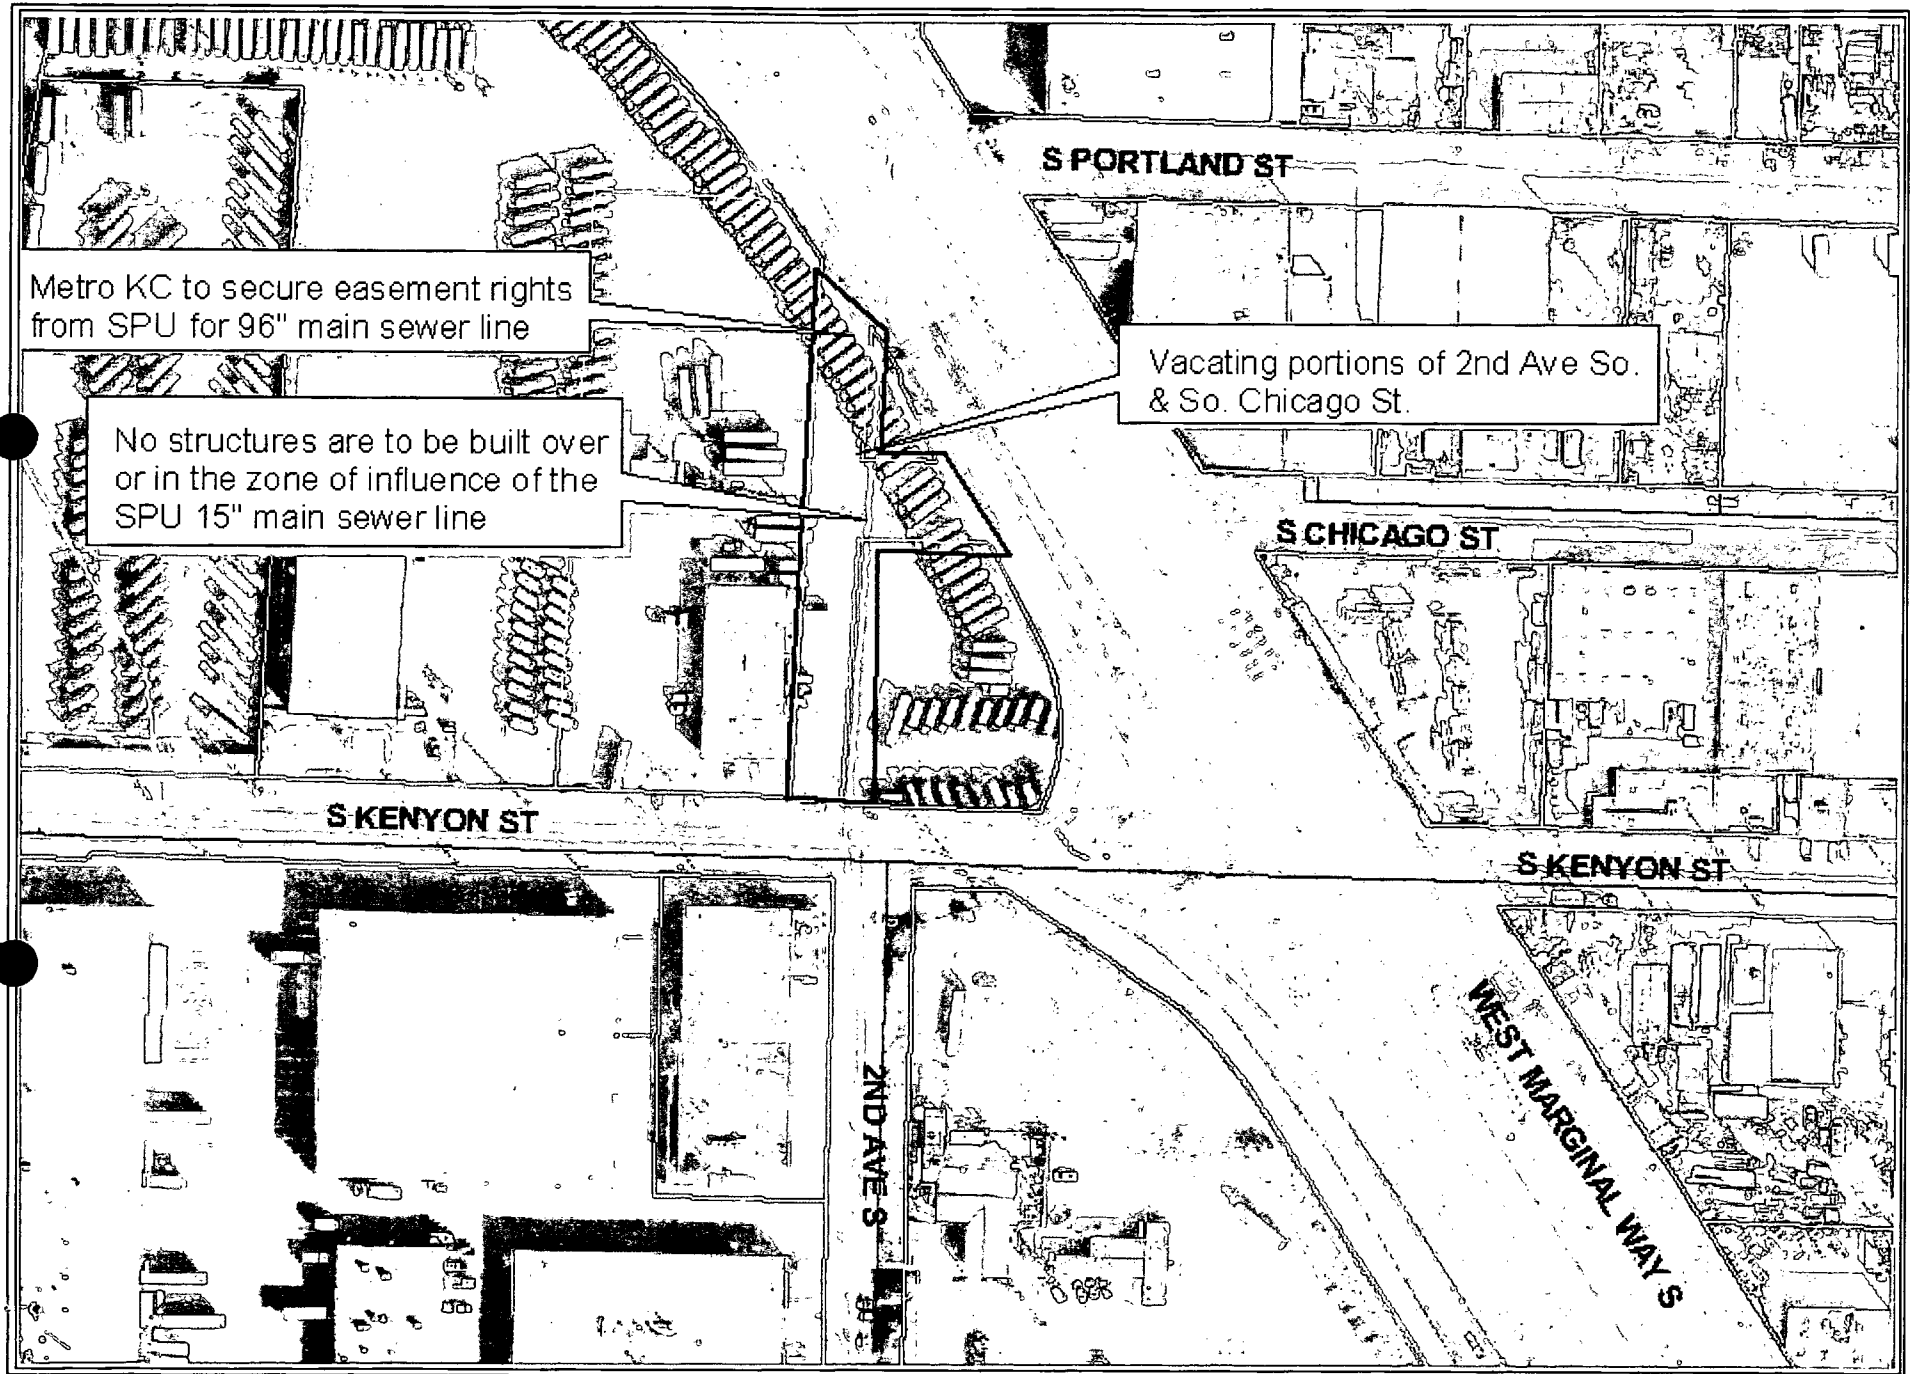 S PORTLAND ST
Metro KC to secure easement rights
from SPU for 96" main sewer line
Vacating portions of 2nd Ave So.
& So. Chicago St.
No structures are to be built over
or in the zone of influence of the
SPU 15" main sewer line
S CHICAGO ST
S KENYON ST
S KENYON ST
2ND AVE S
WEST MARGINAL WAY S